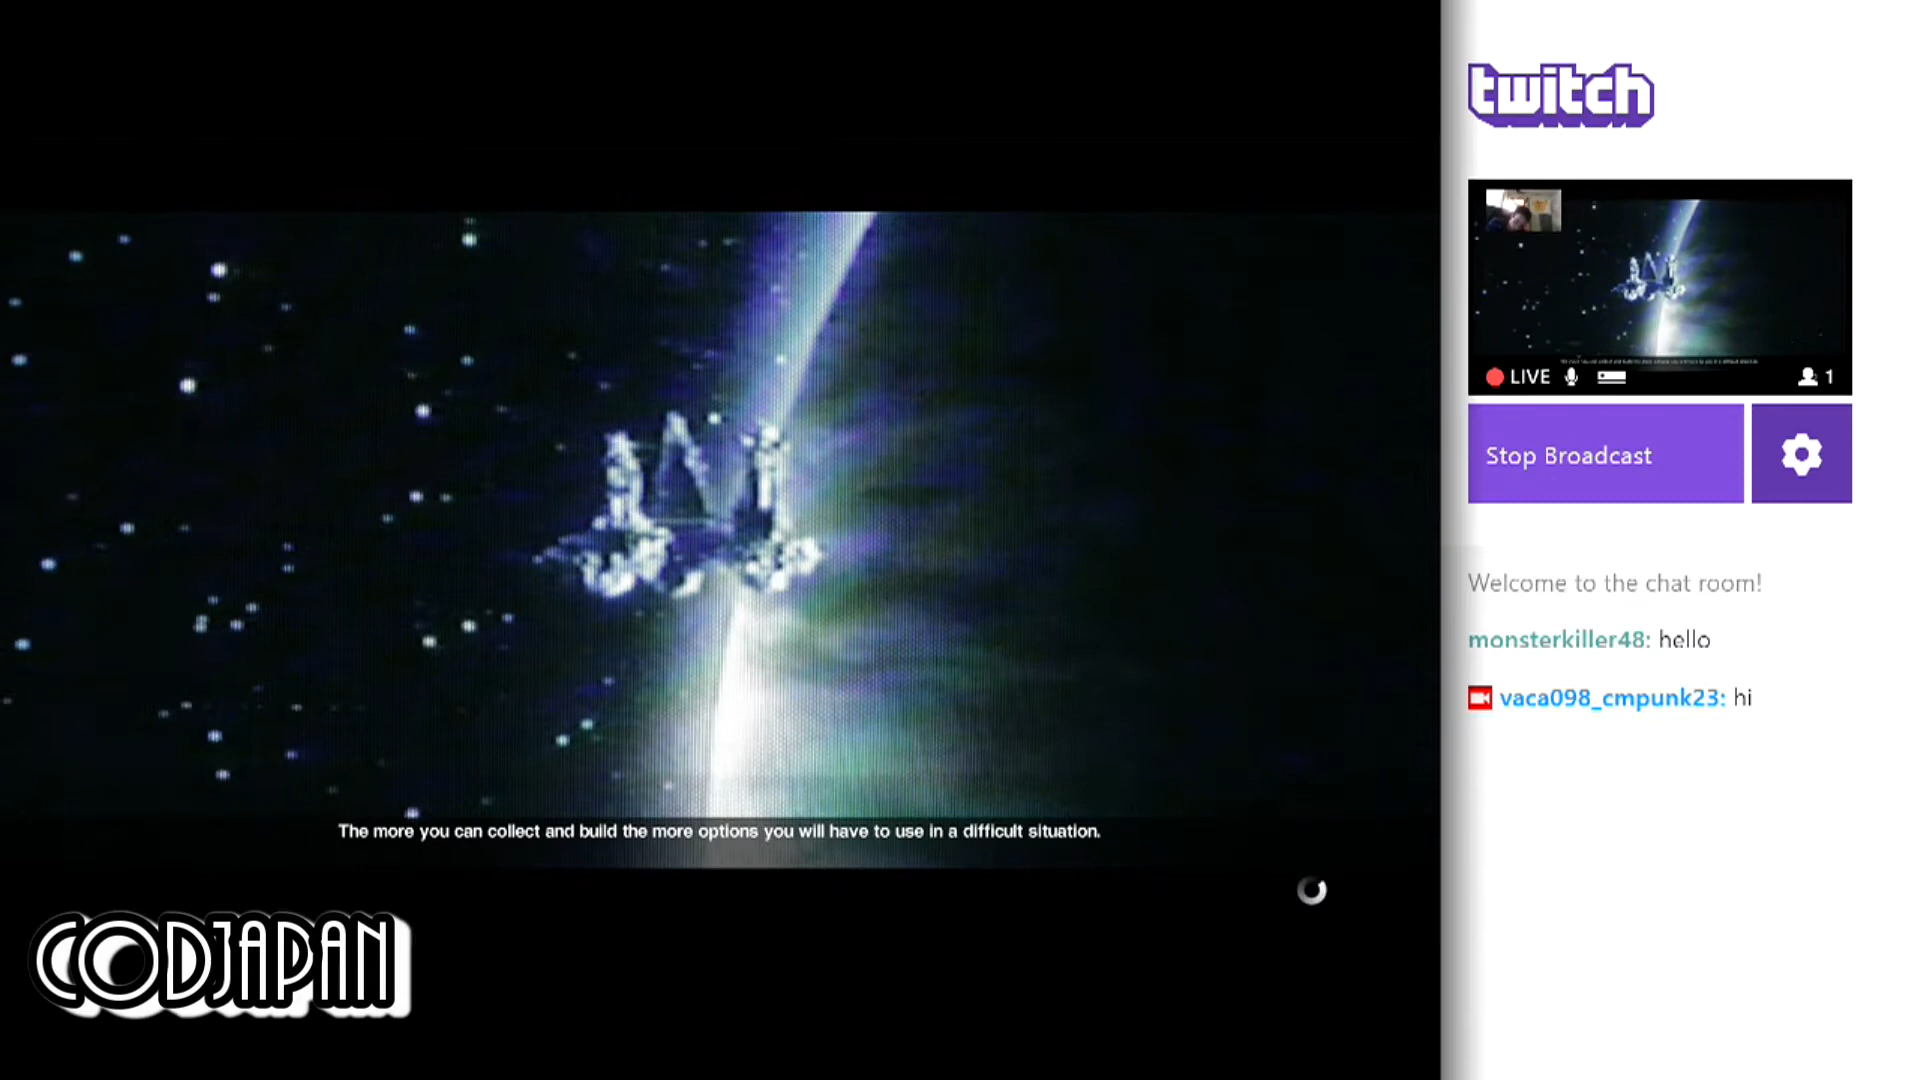 twitch
LIVE
1
Stop Broadcast
Welcome to the chat room!
monsterkiller48: hello
vaca098_cmpunk23: hi
The more you can collect and build the more options you will have to use in a difficult situation.
CODJAPAN